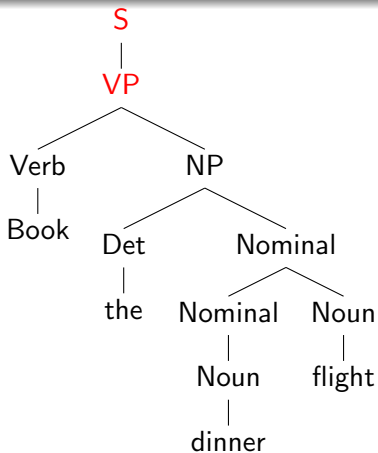 S
VP
Verb NP
Book Det Nominal
the Nominal Noun
Noun flight
dinner